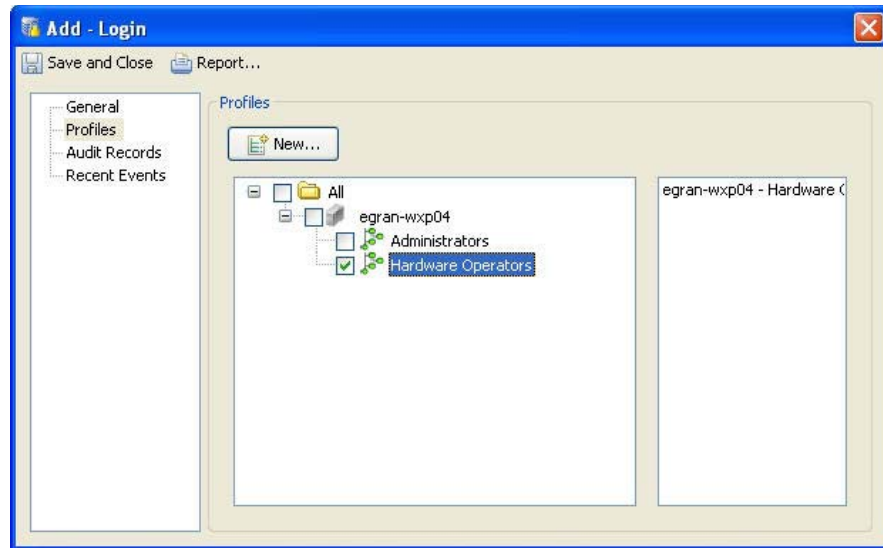 Add - Login
Save and Close Report...
General
Profiles
Audit Records
Recent Events
Profiles
New...
All
egran-wxp04
Administrators
Hardware Operators
egran-wxp04 - Hardware